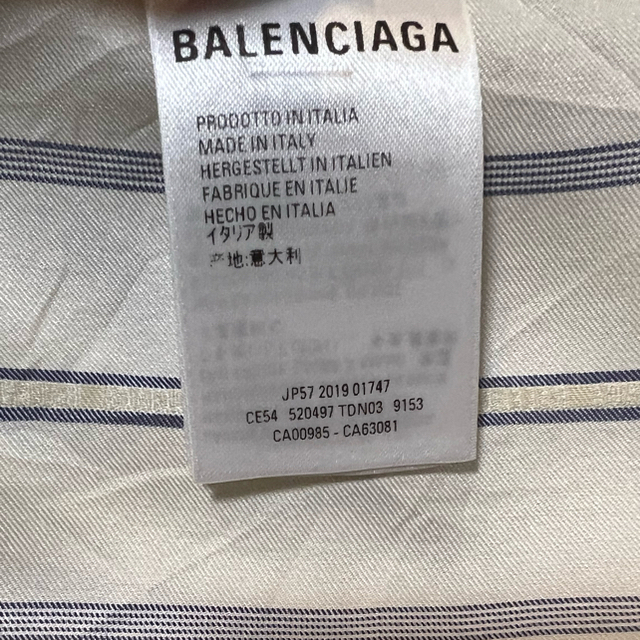 BALENCIAGA
PRODOTTO IN ITALIA
MADE IN ITALY
HERGESTELLT IN ITALIEN
FABRIQUE EN ITALIE
HECHO EN ITALIA
イタリア製
产地:意大利
JP57 2019 01747
CE54 520497 TDN03 9153
CA00985 - CA63081